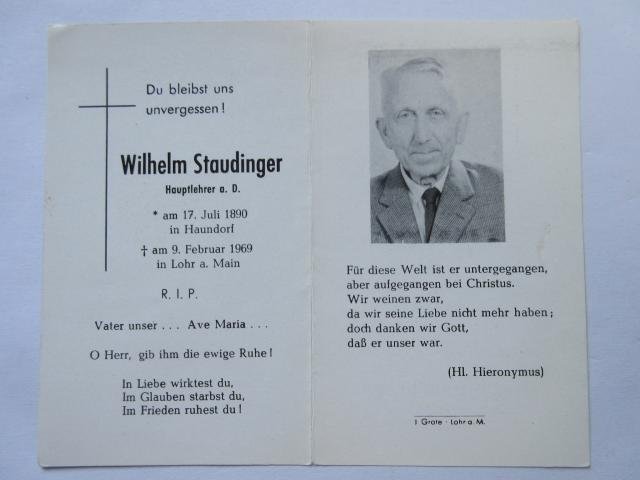 Du bleibst uns
unvergessen!
Wilhelm Staudinger
Hauptlehrer a. D.
* am 17. Juli 1890
in Haundorf
† am 9. Februar 1969
in Lohr a. Main
R. I. P.
Vater unser . . . Ave Maria . . .
O Herr, gib ihm die ewige Ruhe!
In Liebe wirktest du,
Im Glauben starbst du,
Im Frieden ruhest du!
Für diese Welt ist er untergegangen,
aber aufgegangen bei Christus.
Wir weinen zwar,
da wir seine Liebe nicht mehr haben;
doch danken wir Gott,
daß er unser war.
(Hl. Hieronymus)
I Grote - Lohr a. M.